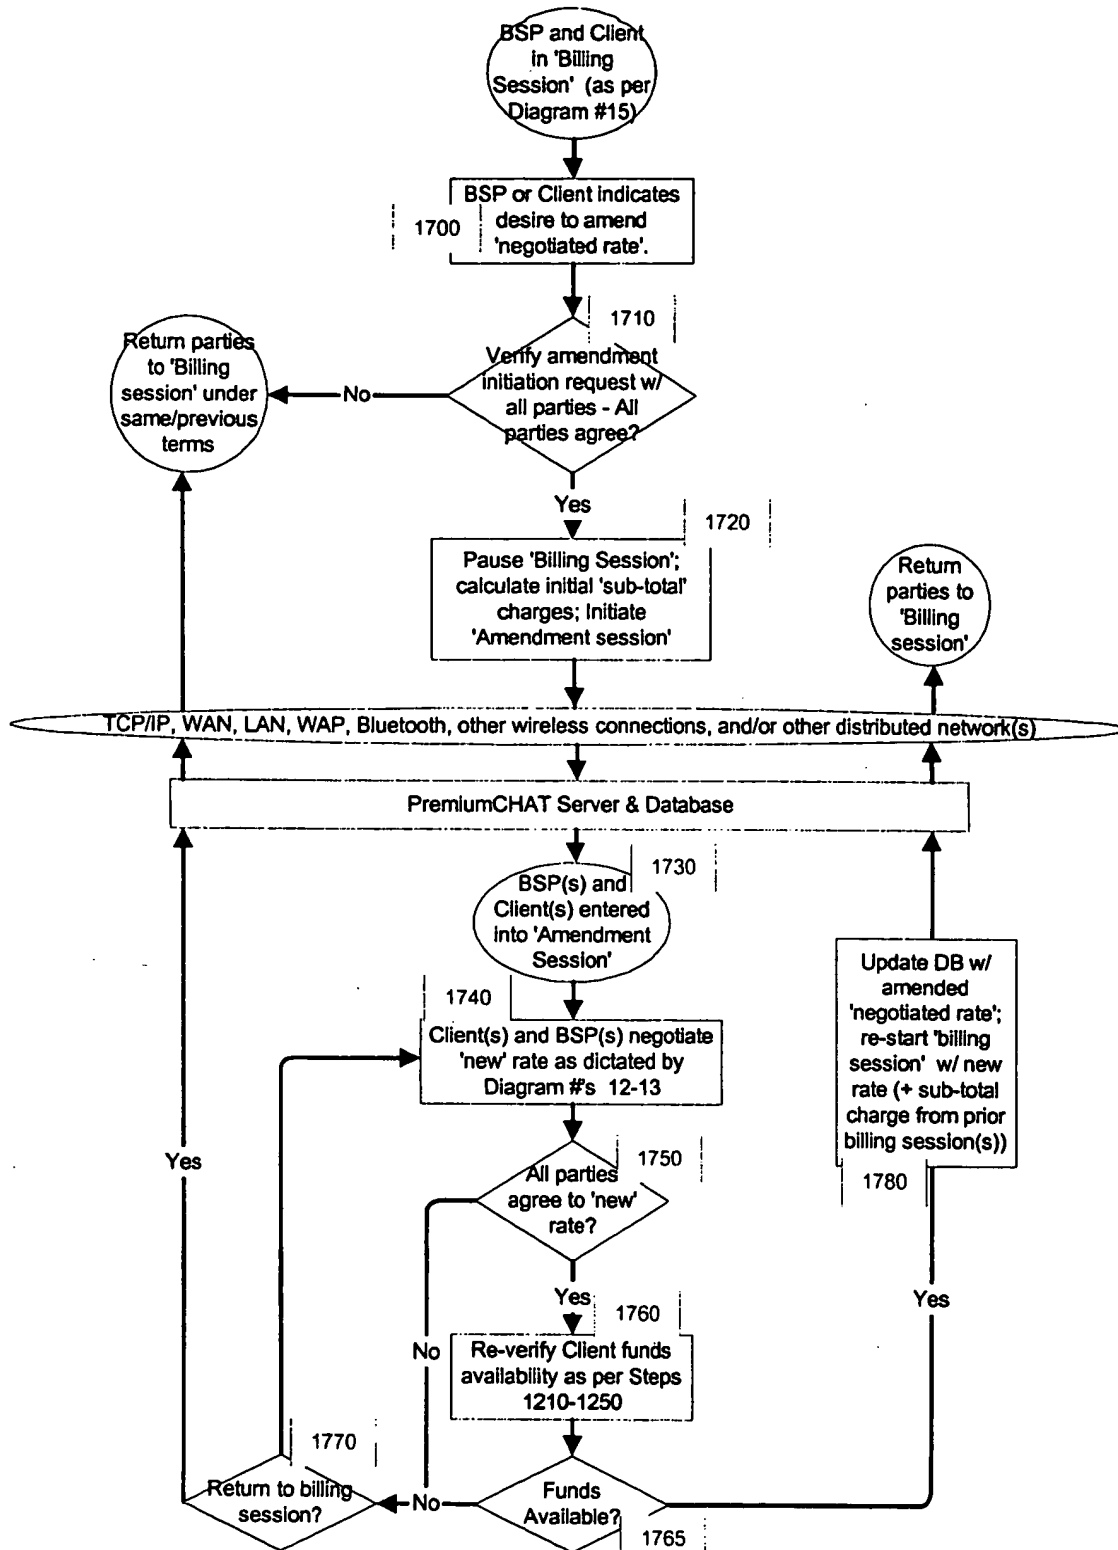 BSP and Client
in 'Billing
Session' (as per
Diagram #15)
BSP or Client indicates
desire to amend
'negotiated rate'.
1700
1710
Verify amendment
initiation request w/
all parties - All
parties agree?
No
Return parties
to 'Billing
session' under
same/previous
terms
Yes
1720
Pause 'Billing Session';
calculate initial 'sub-total'
charges; Initiate
'Amendment session'
Return
parties to
'Billing
session'
TCP/IP, WAN, LAN, WAP, Bluetooth, other wireless connections, and/or other distributed network(s)
PremiumCHAT Server & Database
1730
BSP(s) and
Client(s) entered
into 'Amendment
Session'
1740
Client(s) and BSP(s) negotiate
'new' rate as dictated by
Diagram #'s 12-13
Update DB w/
amended
'negotiated rate';
re-start 'billing
session' w/ new
rate (+ sub-total
charge from prior
billing session(s))
1780
Yes
1750
All parties
agree to 'new'
rate?
Yes
No
1760
Re-verify Client funds
availability as per Steps
1210-1250
Yes
1770
Return to billing
session?
No
Funds
Available?
1765